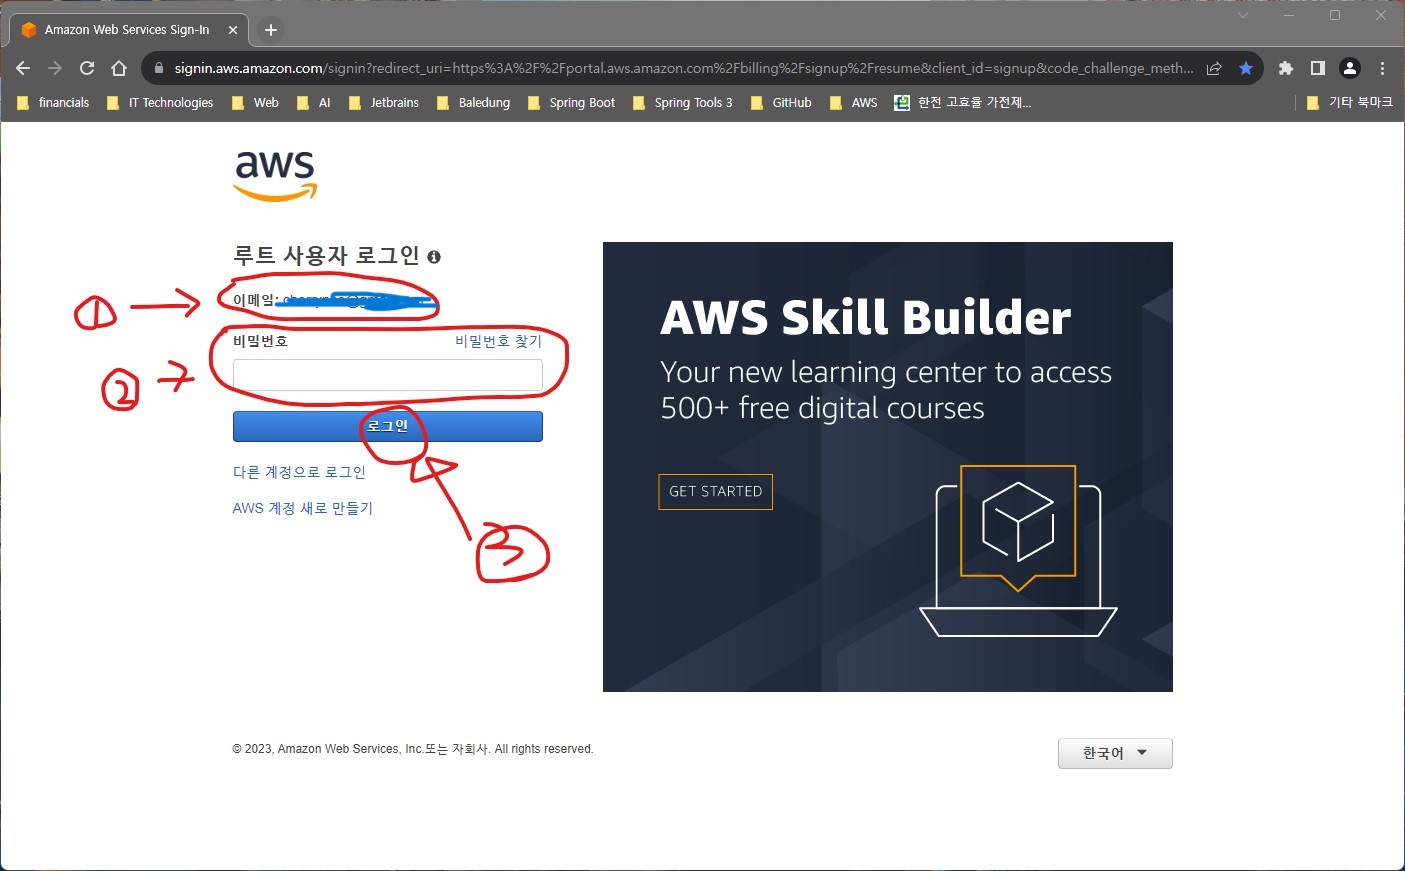 Amazon Web Services Sign-In
signin.aws.amazon.com/signin?redirect_uri=https%3A%2F%2Fportal.aws.amazon.com%2Fbilling%2Fsignup%2Fresume&client_id=signup&code_challenge_meth...
financials IT Technologies Web AI Jetbrains Baledung Spring Boot Spring Tools 3 GitHub AWS 한전 고효율 가전제... 기타 북마크
aws
루트 사용자 로그인
① 이메일:
비밀번호 비밀번호 찾기
②
로그인
다른 계정으로 로그인
AWS 계정 새로 만들기
③
AWS Skill Builder
Your new learning center to access
500+ free digital courses
GET STARTED
© 2023, Amazon Web Services, Inc.또는 자회사. All rights reserved.
한국어